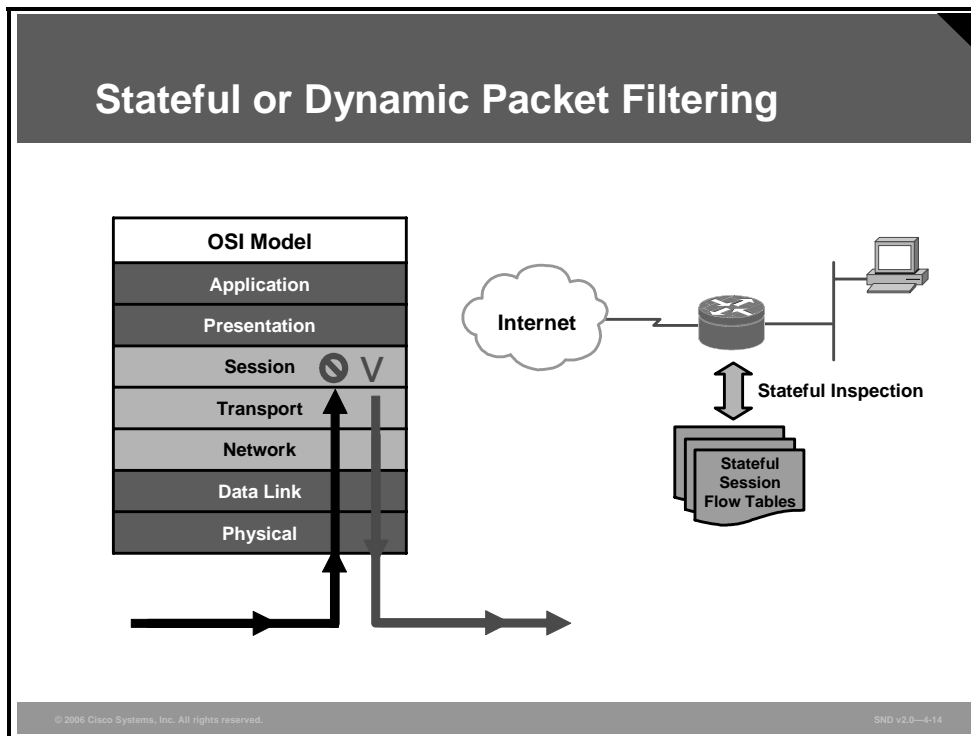 Stateful or Dynamic Packet Filtering
OSI Model
Application
Presentation
Session
Transport
Network
Data Link
Physical
Internet
Stateful Inspection
Stateful
Session
Flow Tables
© 2006 Cisco Systems, Inc. All rights reserved.
SND v2.0—4-14